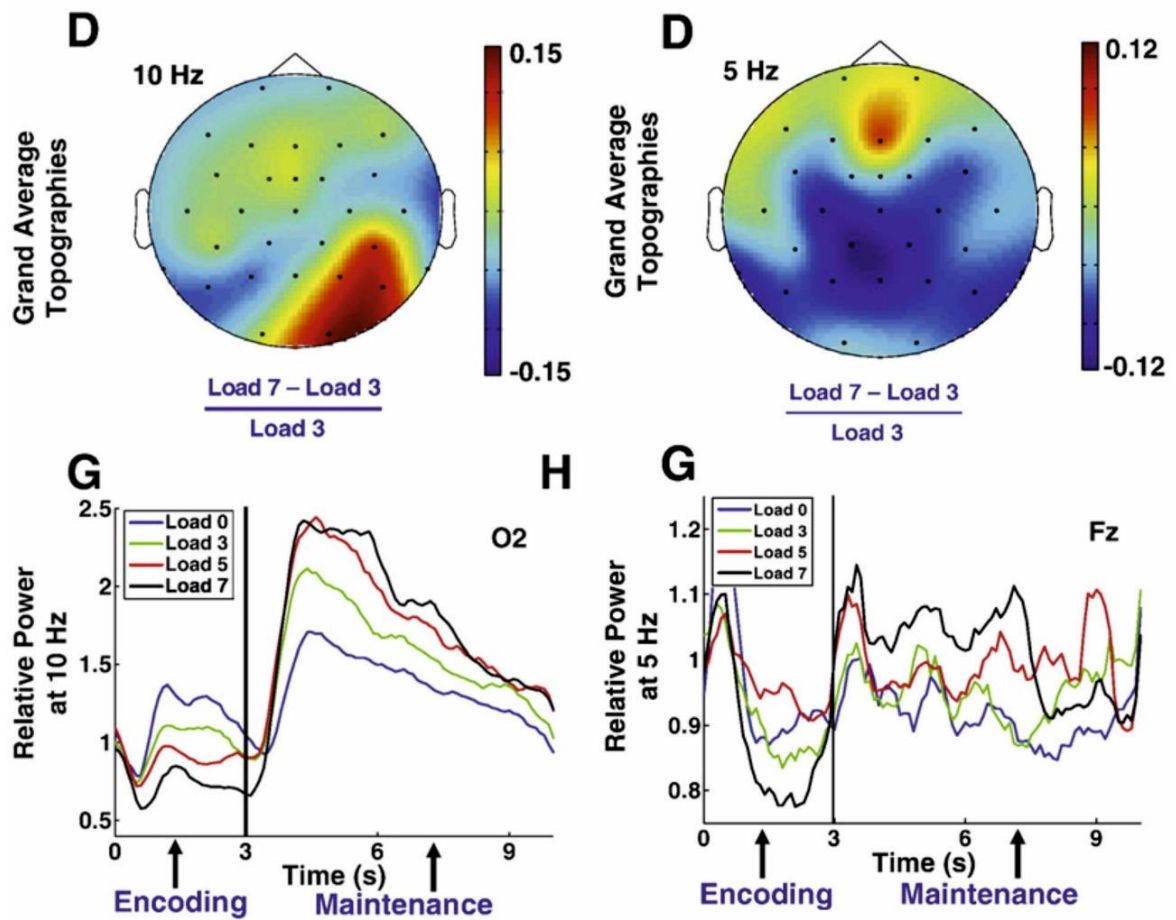 D
10 Hz
0.15
-0.15
Grand Average
Topographies
Load 7 – Load 3
Load 3
D
5 Hz
0.12
-0.12
Grand Average
Topographies
Load 7 – Load 3
Load 3
G
Relative Power
at 10 Hz
2.5
2
1.5
1
0.5
Load 0
Load 3
Load 5
Load 7
O2
0
3
6
9
Time (s)
Encoding
Maintenance
H
G
Relative Power
at 5 Hz
1.2
1.1
1
0.9
0.8
Load 0
Load 3
Load 5
Load 7
Fz
0
3
6
9
Time (s)
Encoding
Maintenance